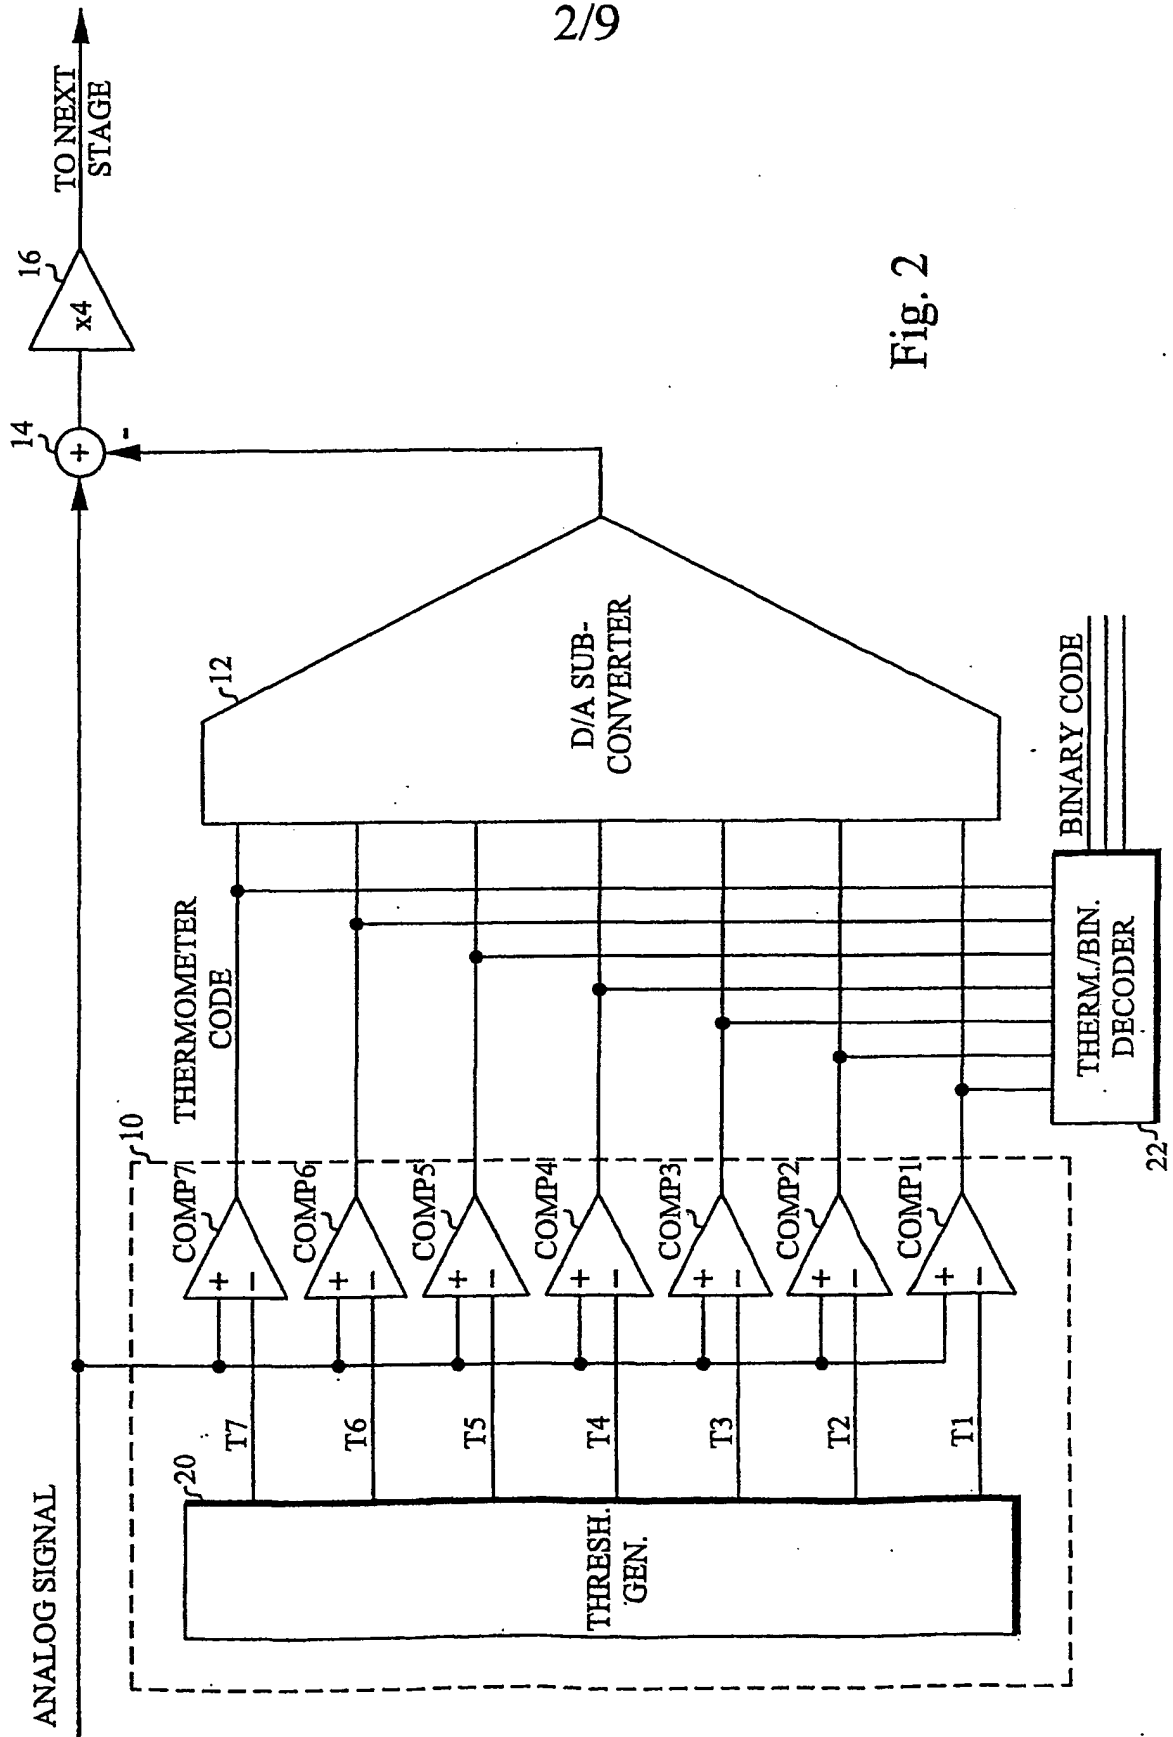 2/9
ANALOG SIGNAL
14
+
-
16
x4
TO NEXT
STAGE
10
20
THRESH.
GEN.
T7
T6
T5
T4
T3
T2
T1
COMP7
+
-
COMP6
+
-
COMP5
+
-
COMP4
+
-
COMP3
+
-
COMP2
+
-
COMP1
+
-
THERMOMETER
CODE
12
D/A SUB-
CONVERTER
22
THERM./BIN.
DECODER
BINARY CODE
Fig. 2